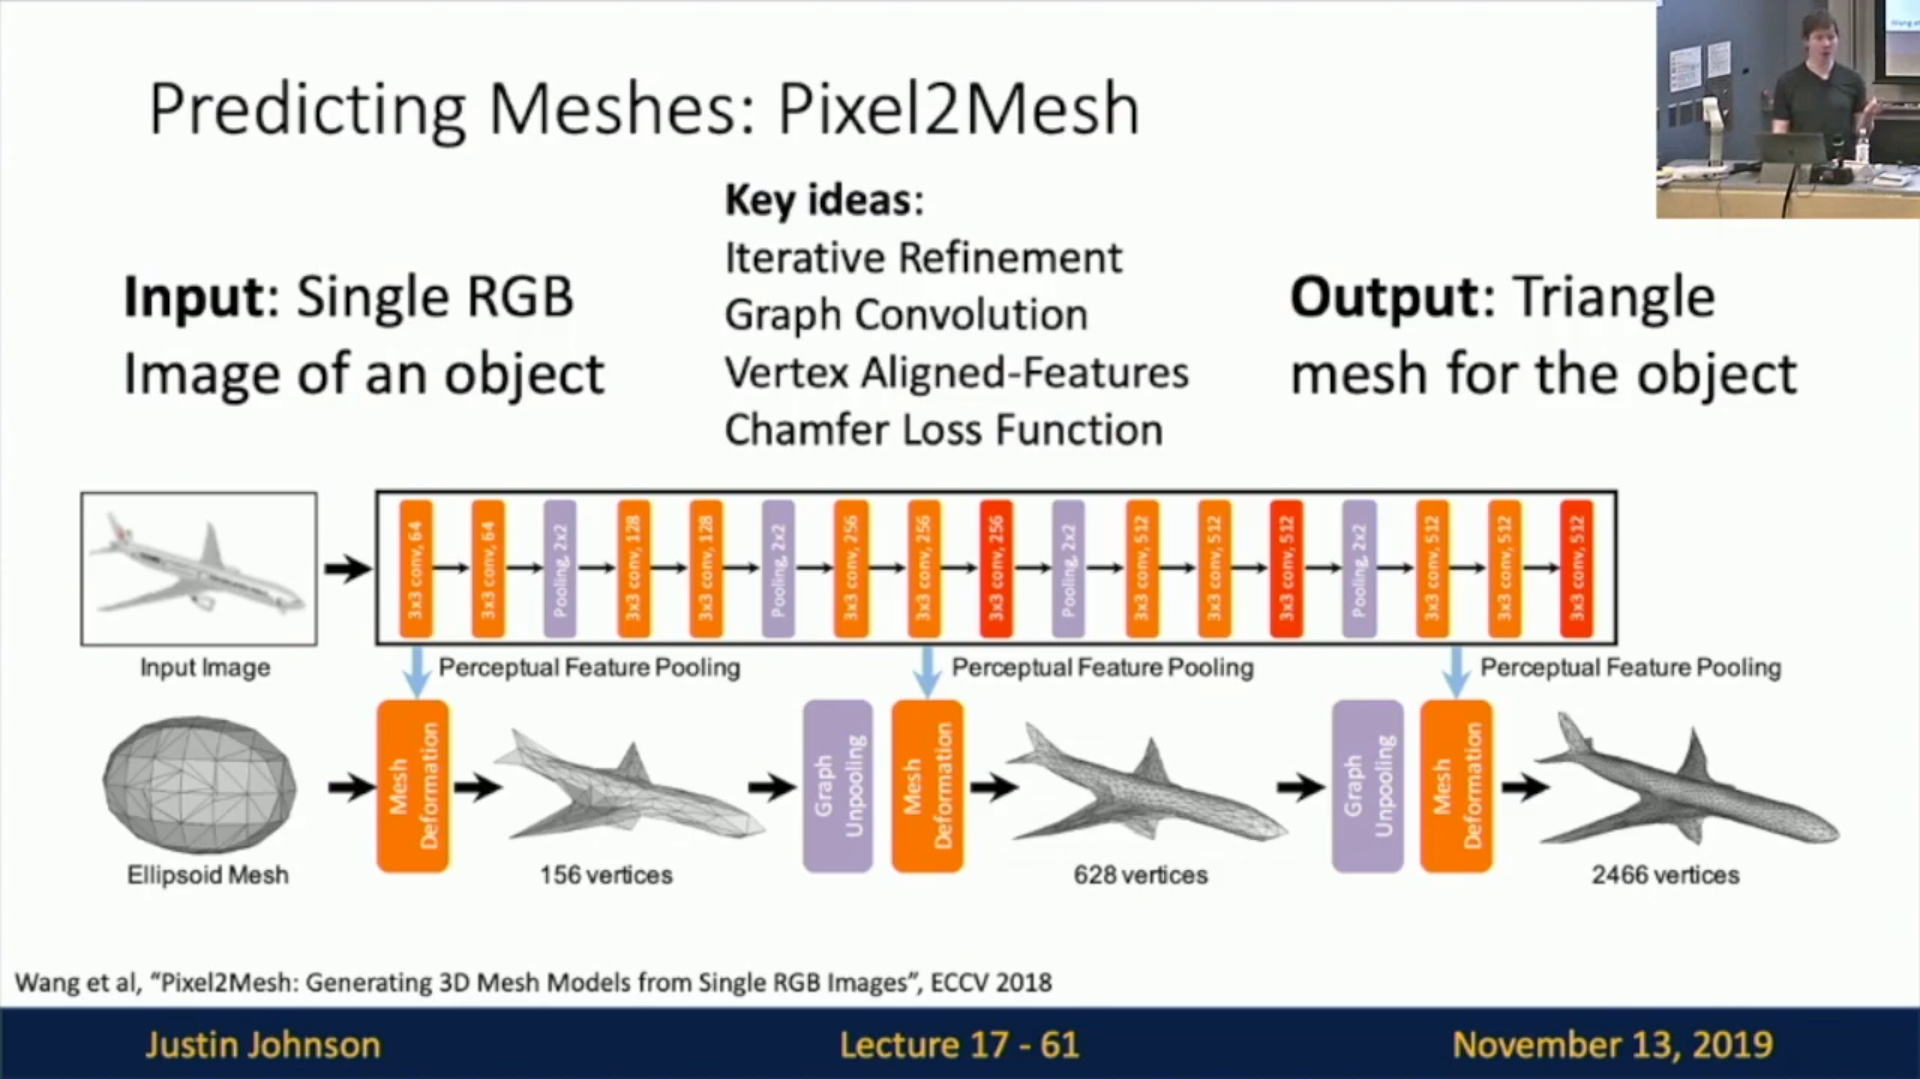 Predicting Meshes: Pixel2Mesh
Key ideas:
Iterative Refinement
Graph Convolution
Vertex Aligned-Features
Chamfer Loss Function
Input: Single RGB
Image of an object
Output: Triangle
mesh for the object
3x3 conv, 64
3x3 conv, 64
Pooling, 2x2
3x3 conv, 128
3x3 conv, 128
Pooling, 2x2
3x3 conv, 256
3x3 conv, 256
3x3 conv, 256
Pooling, 2x2
3x3 conv, 512
3x3 conv, 512
3x3 conv, 512
Pooling, 2x2
3x3 conv, 512
3x3 conv, 512
3x3 conv, 512
Input Image
Perceptual Feature Pooling
Perceptual Feature Pooling
Perceptual Feature Pooling
Mesh
Deformation
Graph
Unpooling
Mesh
Deformation
Graph
Unpooling
Mesh
Deformation
Ellipsoid Mesh
156 vertices
628 vertices
2466 vertices
Wang et al, “Pixel2Mesh: Generating 3D Mesh Models from Single RGB Images”, ECCV 2018
Justin Johnson
Lecture 17 - 61
November 13, 2019